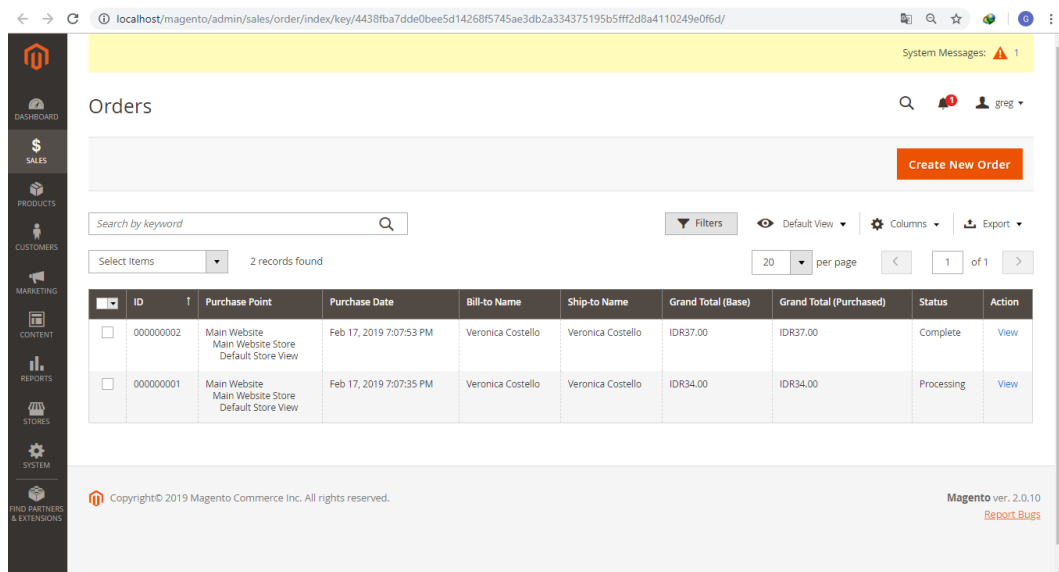 localhost/magento/admin/sales/order/index/key/4438fba7dde0bee5d14268f5745ae3db2a334375195b5fff2d8a4110249e0f6d/
G
System Messages: 1
DASHBOARD
SALES
PRODUCTS
CUSTOMERS
MARKETING
CONTENT
REPORTS
STORES
SYSTEM
FIND PARTNERS
& EXTENSIONS
Orders
1
greg
Create New Order
Search by keyword
Filters
Default View
Columns
Export
Select Items
2 records found
20
per page
1
of 1
ID Purchase Point Purchase Date Bill-to Name Ship-to Name Grand Total (Base) Grand Total (Purchased) Status Action
000000002 Main Website Feb 17, 2019 7:07:53 PM Veronica Costello Veronica Costello IDR37.00 IDR37.00 Complete View
Main Website Store
Default Store View
000000001 Main Website Feb 17, 2019 7:07:35 PM Veronica Costello Veronica Costello IDR34.00 IDR34.00 Processing View
Main Website Store
Default Store View
Copyright© 2019 Magento Commerce Inc. All rights reserved.
Magento ver. 2.0.10
Report Bugs